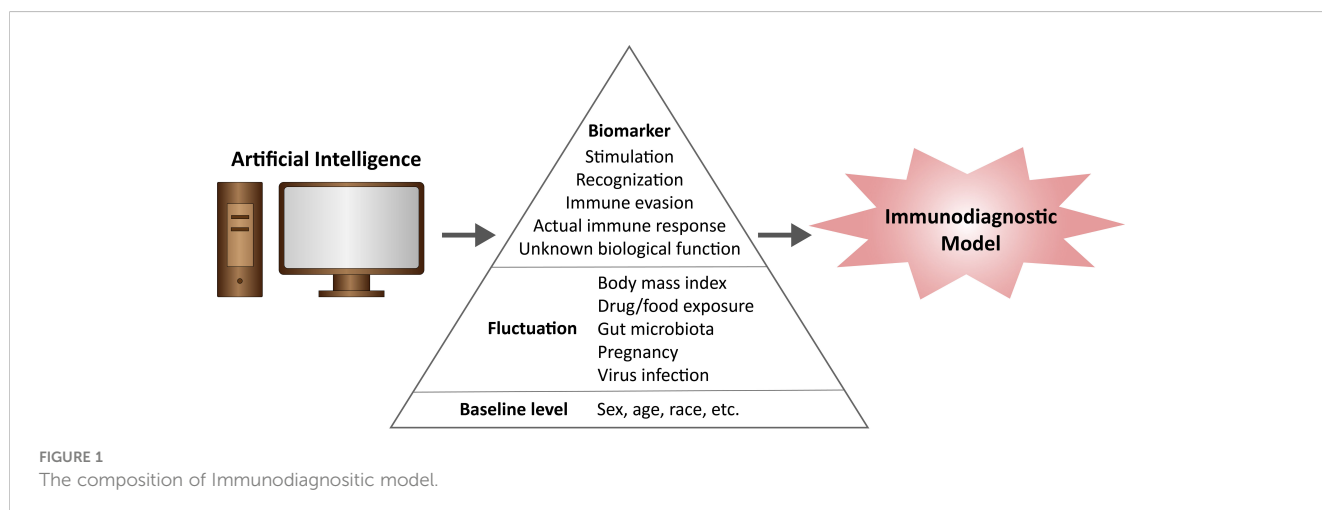 Artificial Intelligence
Biomarker
Stimulation
Recognization
Immune evasion
Actual immune response
Unknown biological function
Fluctuation
Body mass index
Drug/food exposure
Gut microbiota
Pregnancy
Virus infection
Baseline level
Sex, age, race, etc.
Immunodiagnostic
Model
FIGURE 1
The composition of Immunodiagnositic model.